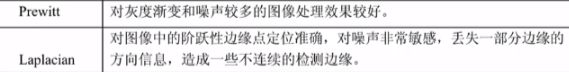 Prewitt 对灰度渐变和噪声较多的图像处理效果较好。
对图像中的阶跃性边缘点定位准确，对噪声非常敏感，丢失一部分边缘的
Laplacian 方向信息，造成一些不连续的检测边缘。